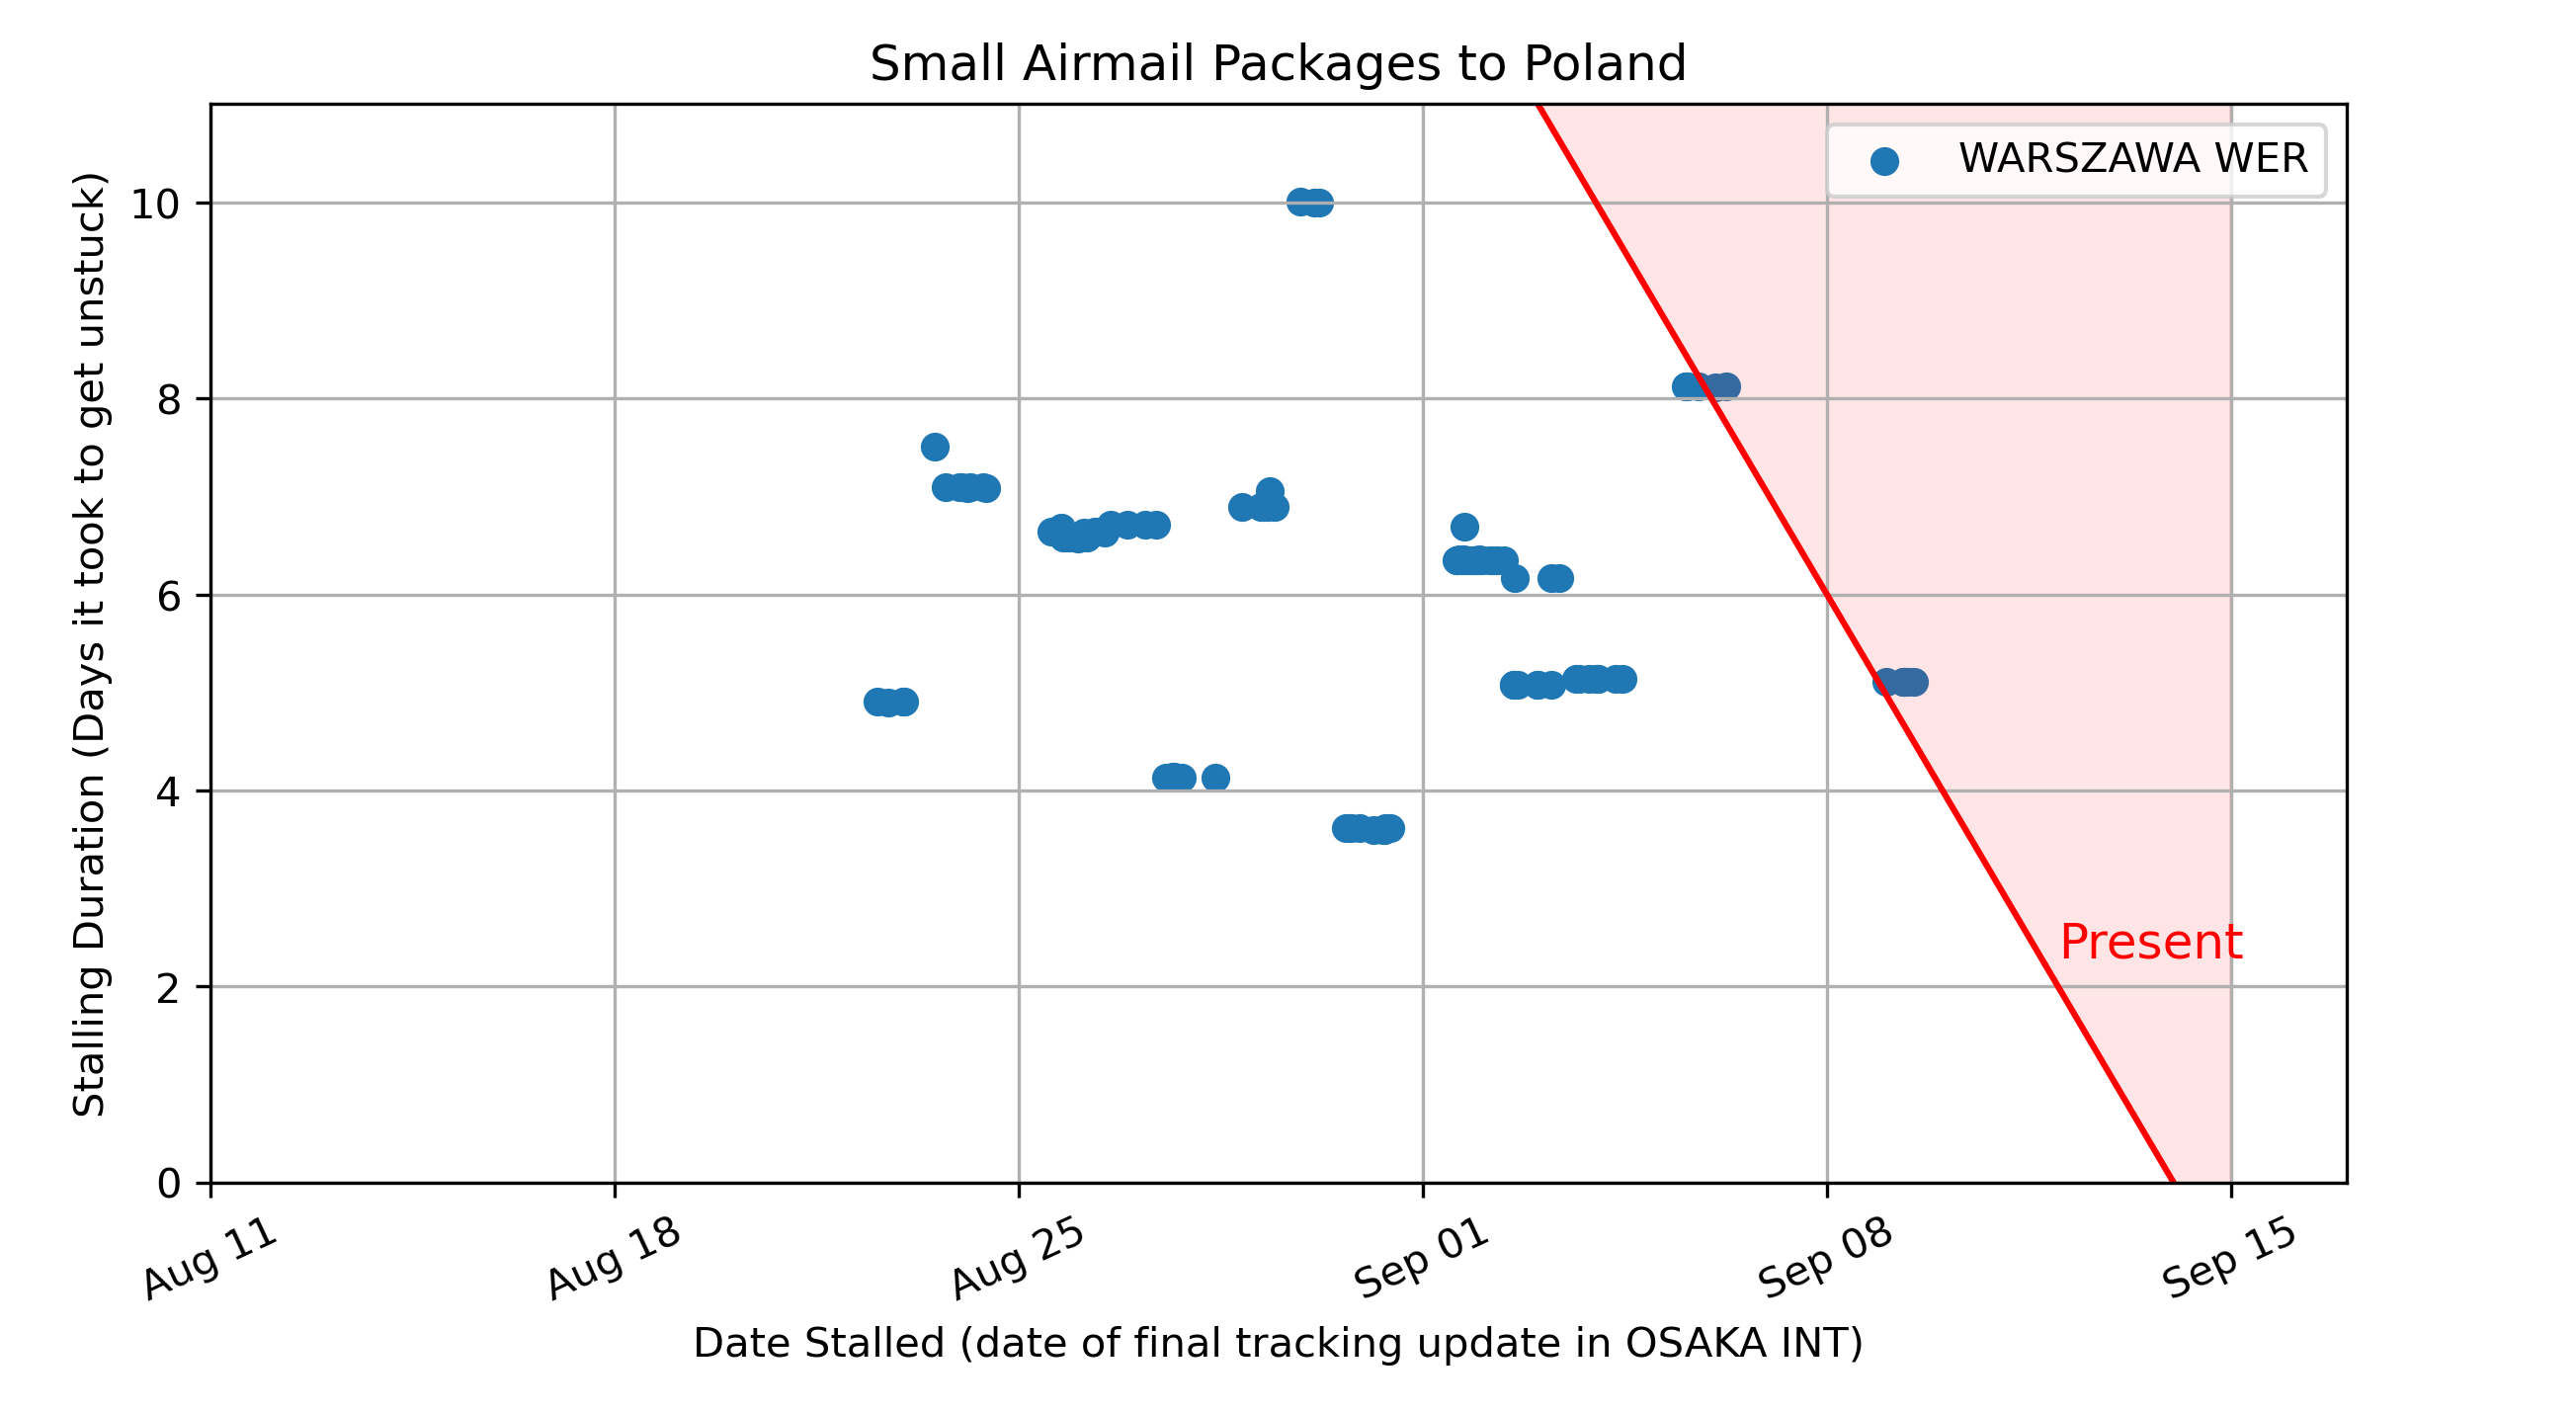 Small Airmail Packages to Poland
WARSZAWA WER
Stalling Duration (Days it took to get unstuck)
10
8
6
4
2
0
Present
Aug 11
Aug 18
Aug 25
Sep 01
Sep 08
Sep 15
Date Stalled (date of final tracking update in OSAKA INT)